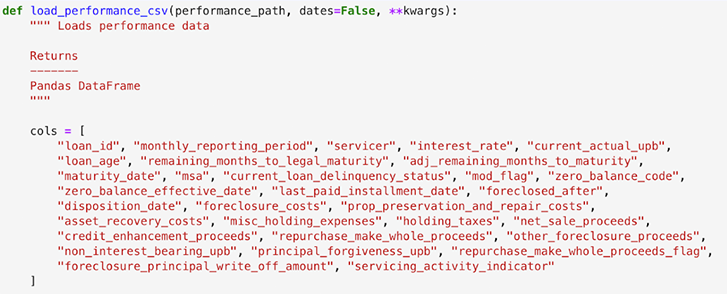 def load_performance_csv(performance_path, dates=False, **kwargs):
    """ Loads performance data

    Returns
    -------
    Pandas DataFrame
    """

    cols = [
        "loan_id", "monthly_reporting_period", "servicer", "interest_rate", "current_actual_upb",
        "loan_age", "remaining_months_to_legal_maturity", "adj_remaining_months_to_maturity",
        "maturity_date", "msa", "current_loan_delinquency_status", "mod_flag", "zero_balance_code",
        "zero_balance_effective_date", "last_paid_installment_date", "foreclosed_after",
        "disposition_date", "foreclosure_costs", "prop_preservation_and_repair_costs",
        "asset_recovery_costs", "misc_holding_expenses", "holding_taxes", "net_sale_proceeds",
        "credit_enhancement_proceeds", "repurchase_make_whole_proceeds", "other_foreclosure_proceeds",
        "non_interest_bearing_upb", "principal_forgiveness_upb", "repurchase_make_whole_proceeds_flag",
        "foreclosure_principal_write_off_amount", "servicing_activity_indicator"
    ]